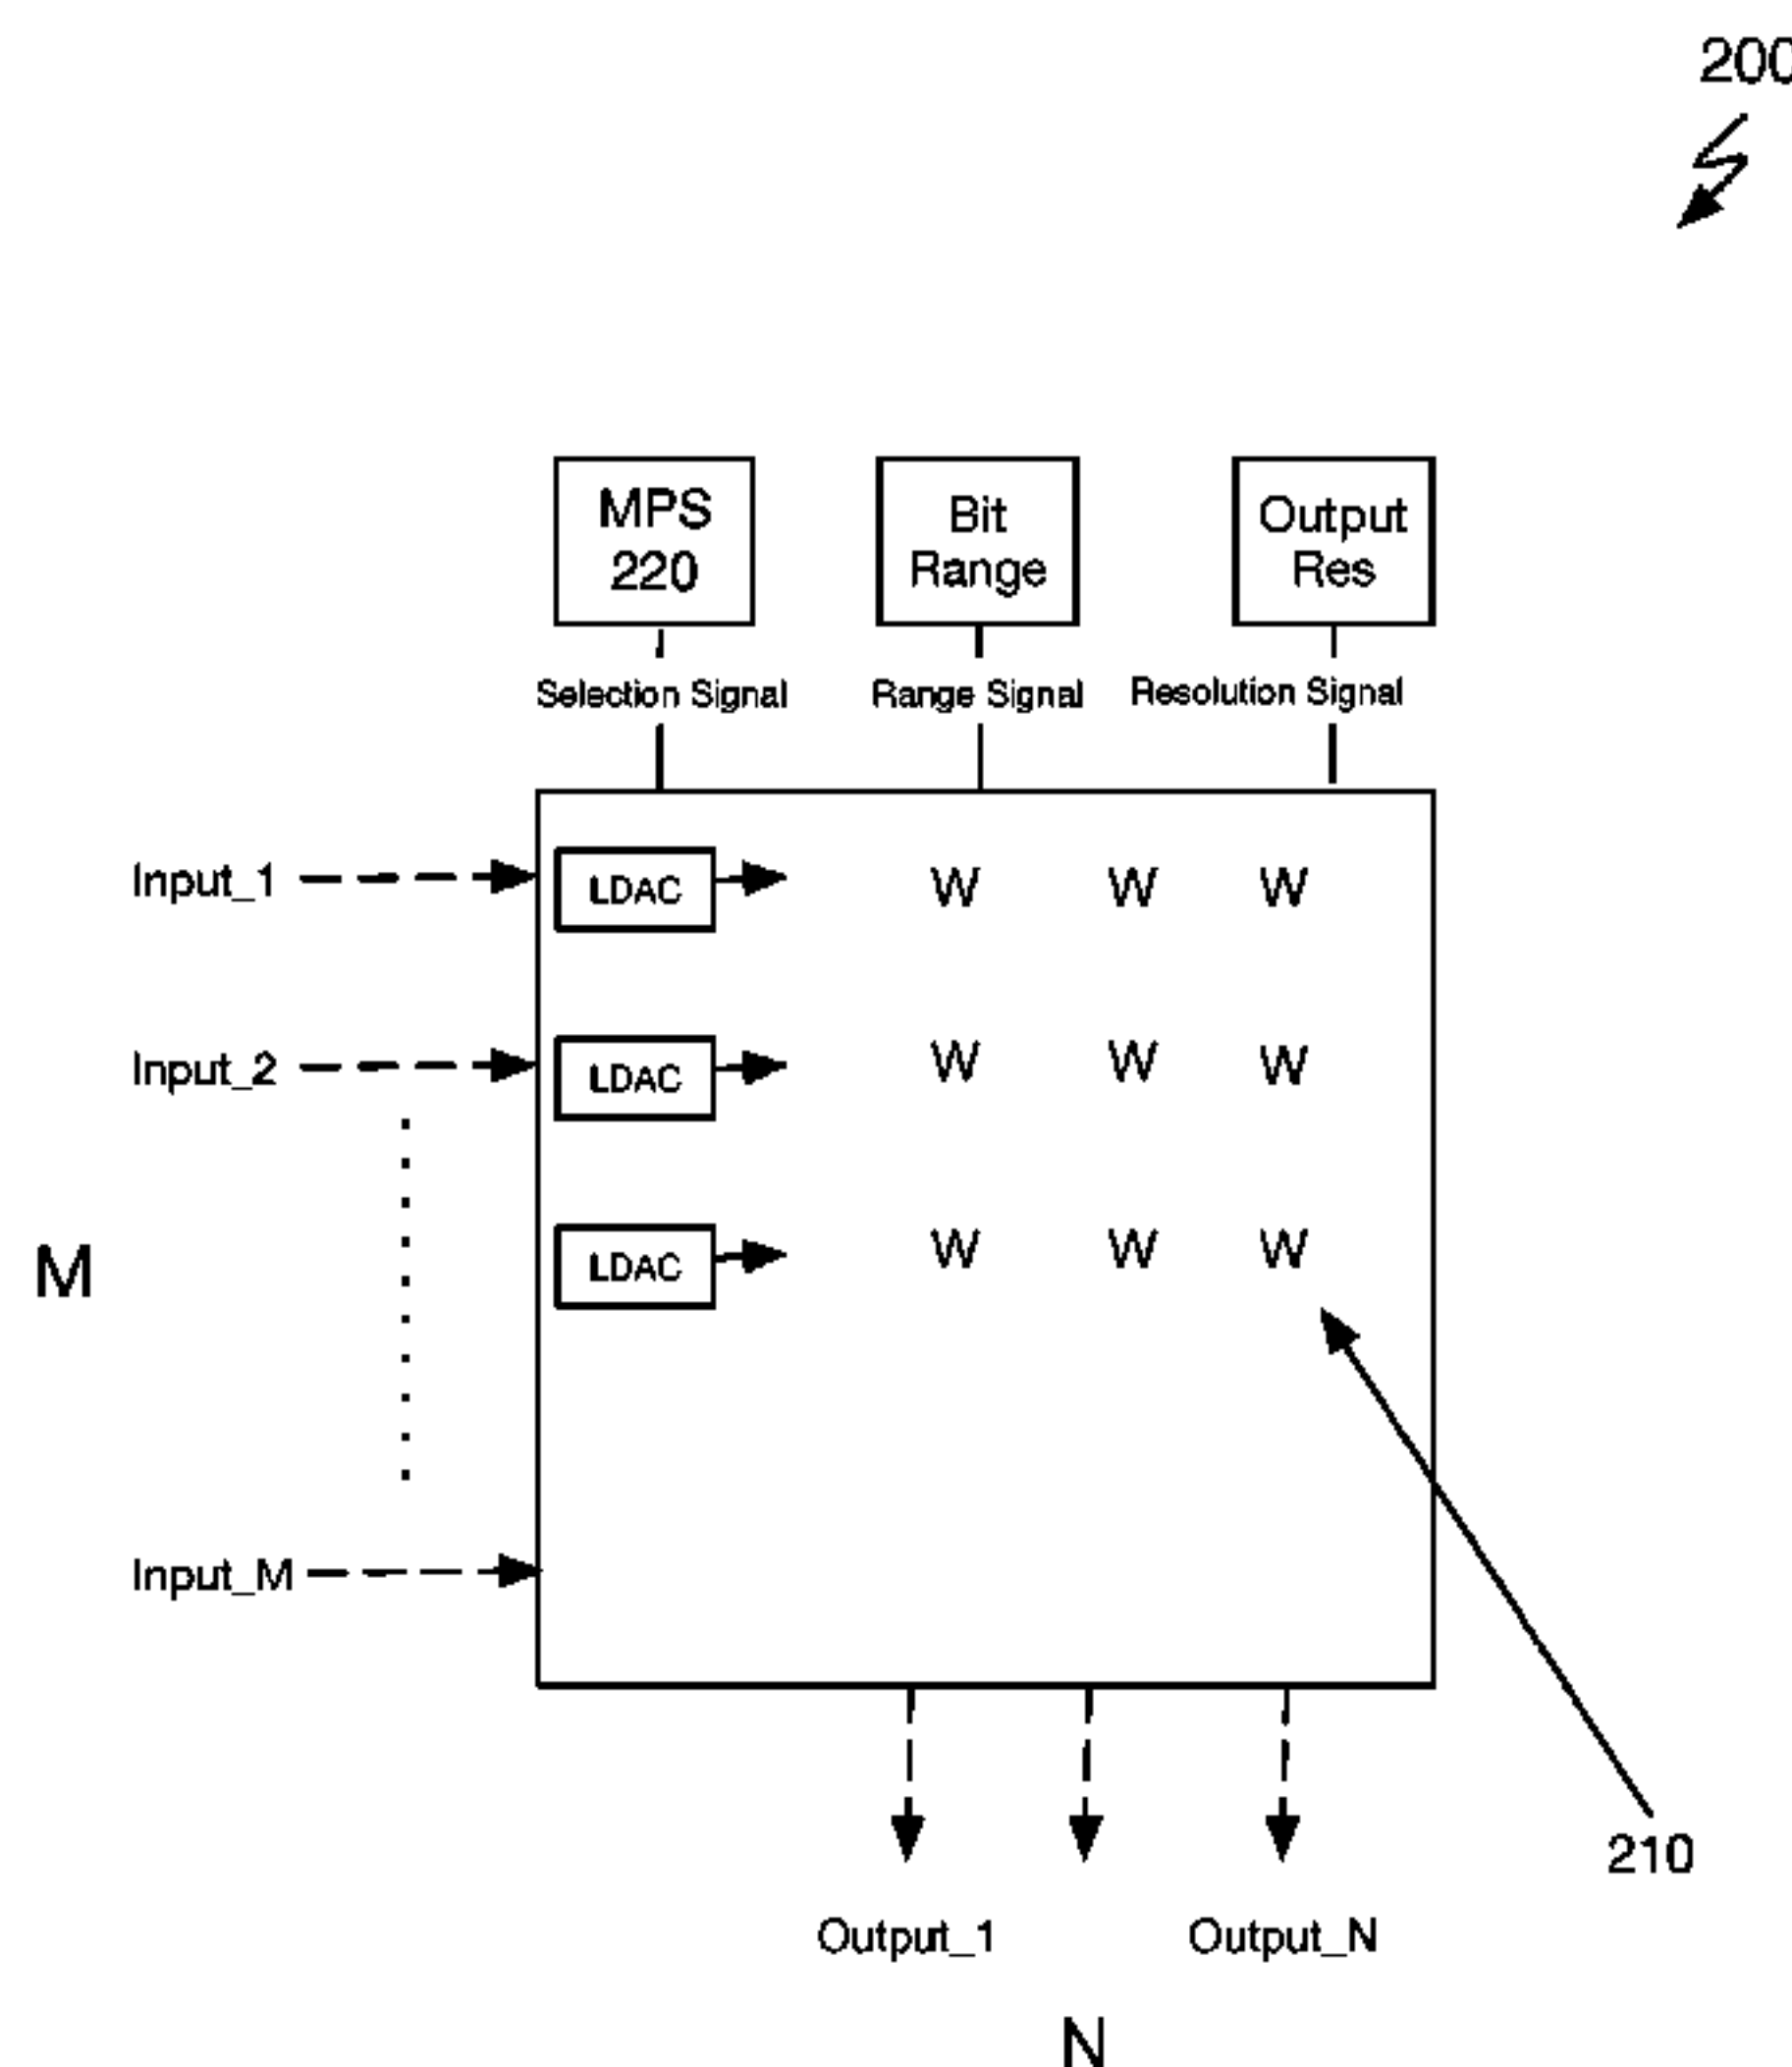 200
MPS
220
Bit
Range
Output
Res
Selection Signal
Range Signal
Resolution Signal
Input_1
LDAC
W W W
Input_2
LDAC
W W W
M
LDAC
W W W
Input_M
210
Output_1
Output_N
N